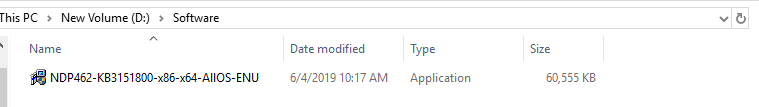 This PC > New Volume (D:) > Software
Name Date modified Type Size
NDP462-KB3151800-x86-x64-AllOS-ENU 6/4/2019 10:17 AM Application 60,555 KB